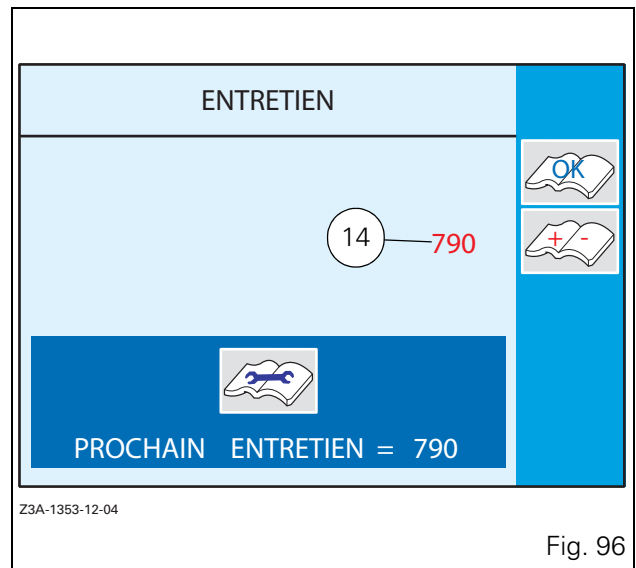 ENTRETIEN
OK
14 790
+ -
PROCHAIN ENTRETIEN = 790
Z3A-1353-12-04
Fig. 96